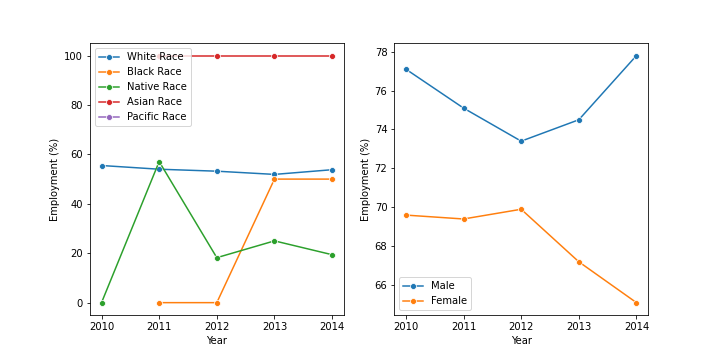 100
80
60
40
20
0
Employment (%)
White Race
Black Race
Native Race
Asian Race
Pacific Race
2010 2011 2012 2013 2014
Year
78
76
74
72
70
68
66
Employment (%)
Male
Female
2010 2011 2012 2013 2014
Year